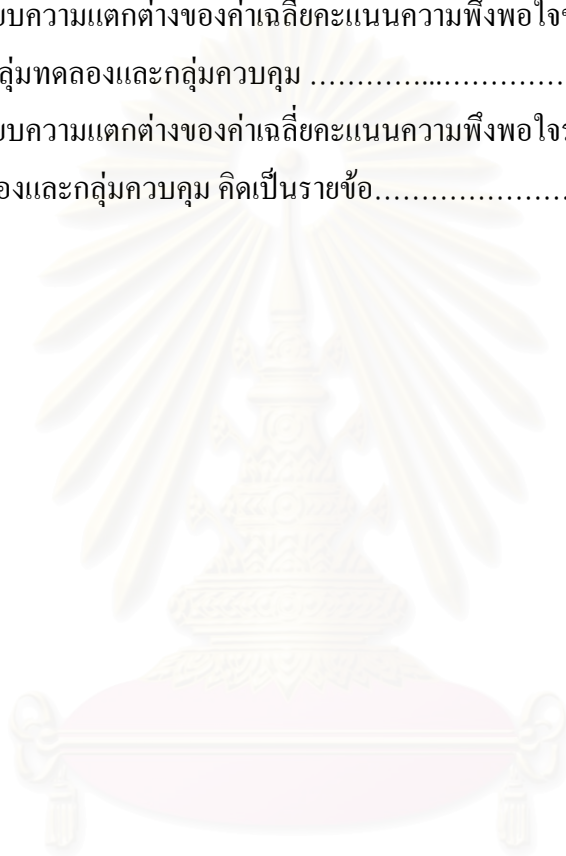 ยบความแตกต่างของค่าเฉลี่ยคะแนนความพึงพอใจ
ลุ่มทดลองและกลุ่มควบคุม …………...……………
ยบความแตกต่างของค่าเฉลี่ยคะแนนความพึงพอใจ
องและกลุ่มควบคุม คิดเป็นรายข้อ…………………